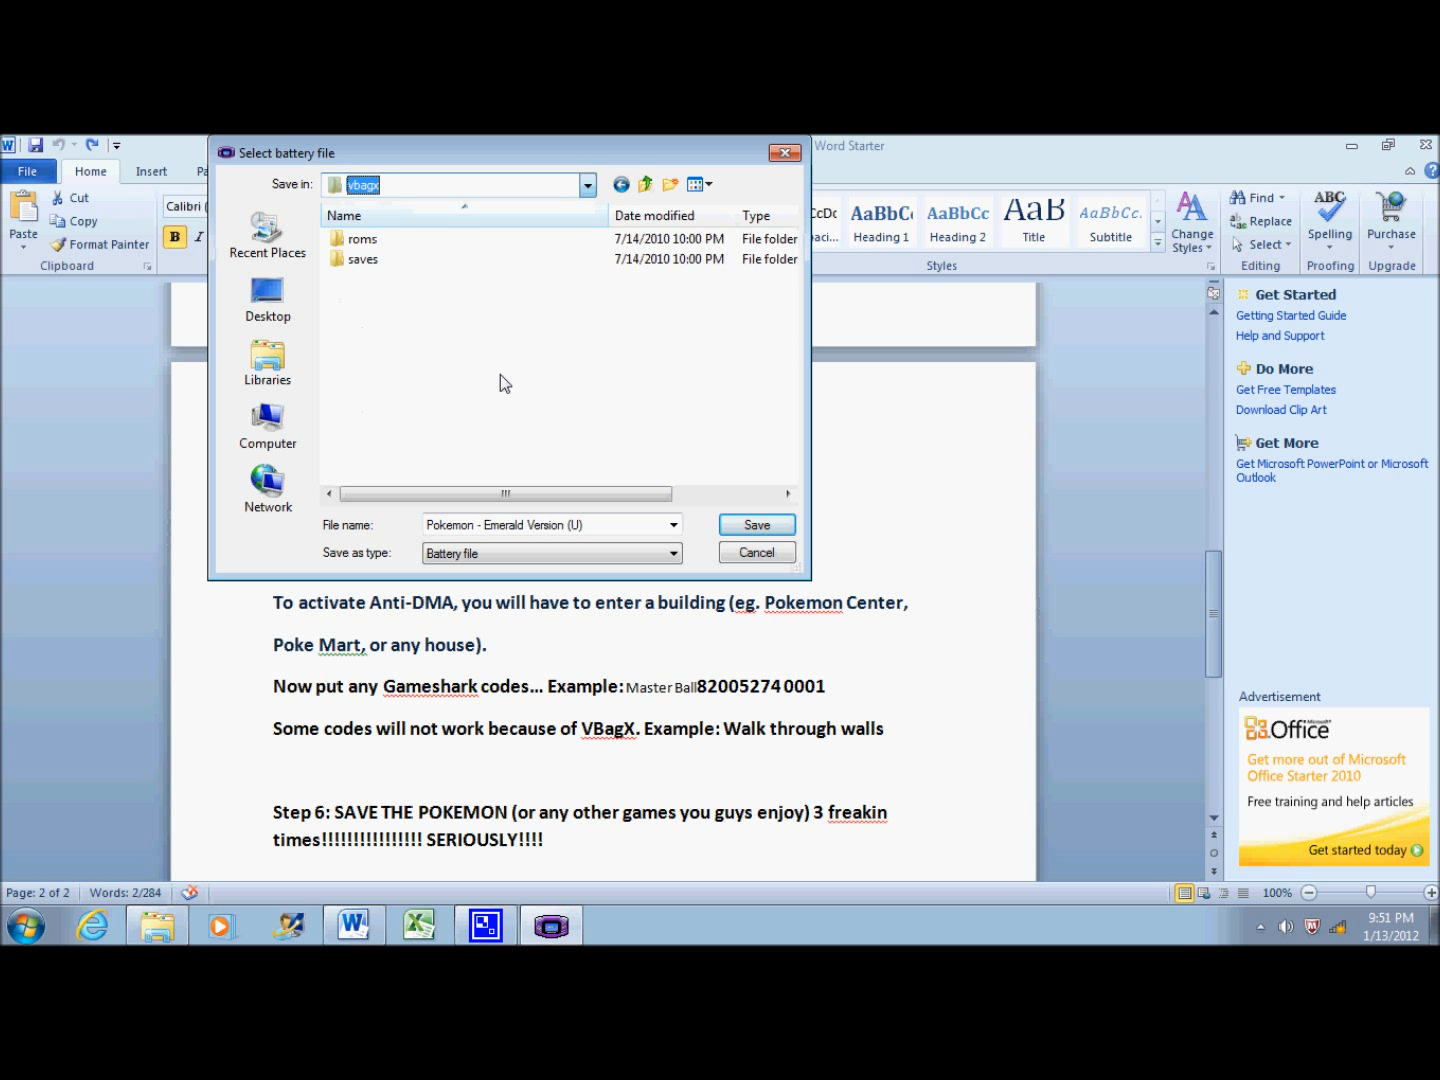 Select battery file
Word Starter
File
Home
Insert
Save in:
vbagx
Cut
Copy
Format Painter
Paste
Clipboard
Calibri
B
I
Name
Date modified
Type
roms
7/14/2010 10:00 PM
File folder
saves
7/14/2010 10:00 PM
File folder
Recent Places
Desktop
Libraries
Computer
Network
File name:
Pokemon - Emerald Version (U)
Save
Save as type:
Battery file
Cancel
AaBbC
AaBbCc
AaB
AaBbCc.
Heading 1
Heading 2
Title
Subtitle
Styles
Change
Styles
Find
Replace
Select
Editing
ABC
Spelling
Proofing
Purchase
Upgrade
Get Started
Getting Started Guide
Help and Support
Do More
Get Free Templates
Download Clip Art
Get More
Get Microsoft PowerPoint or Microsoft
Outlook
To activate Anti-DMA, you will have to enter a building (eg. Pokemon Center,
Poke Mart, or any house).
Now put any Gameshark codes... Example: Master Ball820052740001
Some codes will not work because of VBagX. Example: Walk through walls
Step 6: SAVE THE POKEMON (or any other games you guys enjoy) 3 freakin
times!!!!!!!!!!!!!!!! SERIOUSLY!!!!
Advertisement
Microsoft
Office
Get more out of Microsoft
Office Starter 2010
Free training and help articles
Get started today
Page: 2 of 2
Words: 2/284
100%
9:51 PM
1/13/2012